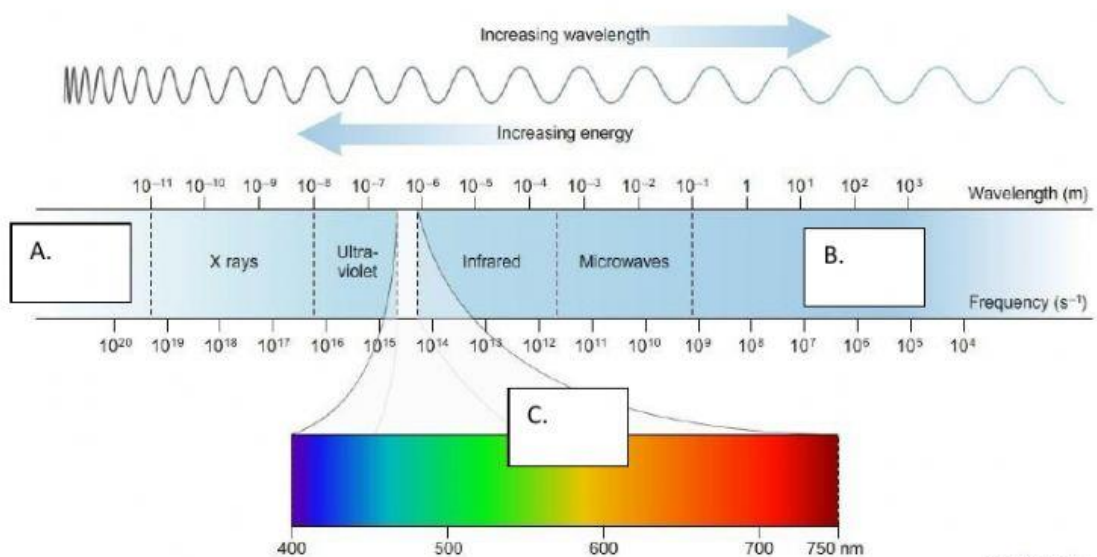 Increasing wavelength
Increasing energy
10⁻¹¹ 10⁻¹⁰ 10⁻⁹ 10⁻⁸ 10⁻⁷ 10⁻⁶ 10⁻⁵ 10⁻⁴ 10⁻³ 10⁻² 10⁻¹ 1 10¹ 10² 10³ Wavelength (m)
A.
X rays
Ultra-
violet
Infrared
Microwaves
B.
Frequency (s⁻¹)
10²⁰ 10¹⁹ 10¹⁸ 10¹⁷ 10¹⁶ 10¹⁵ 10¹⁴ 10¹³ 10¹² 10¹¹ 10¹⁰ 10⁹ 10⁸ 10⁷ 10⁶ 10⁵ 10⁴
C.
400 500 600 700 750 nm